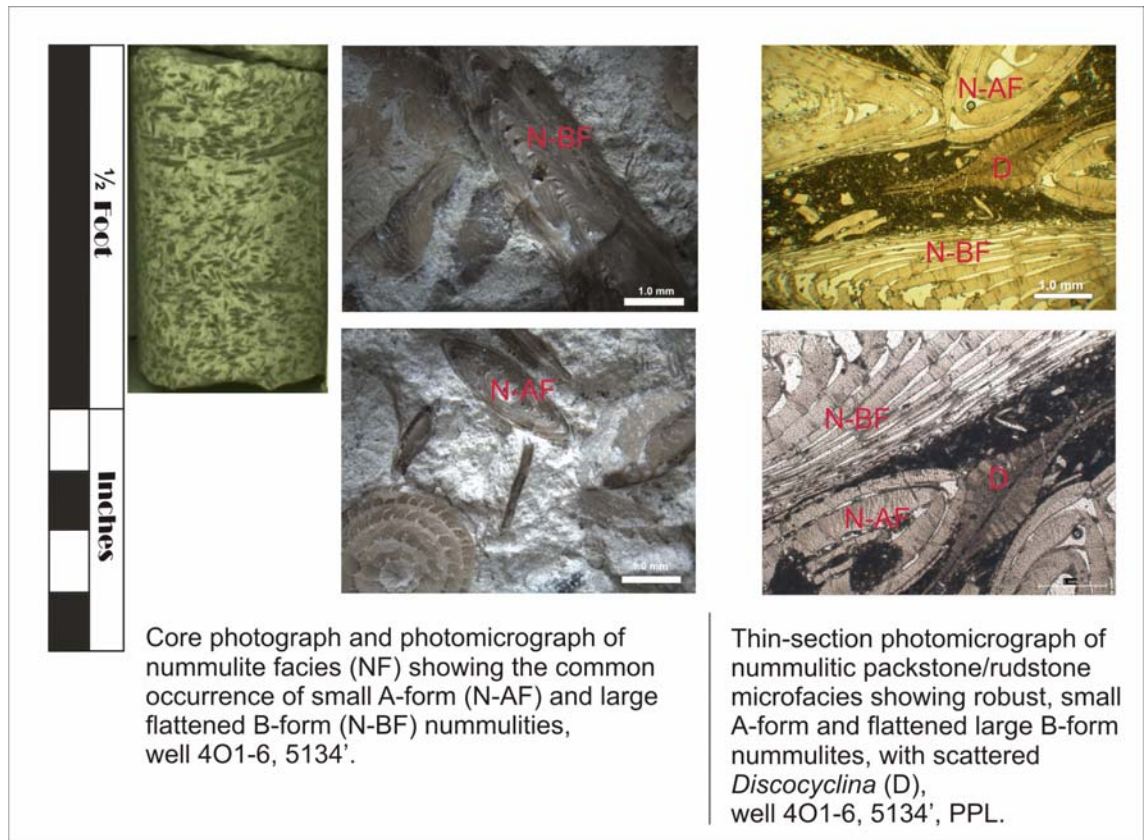 ½ Foot
Inches
N-BF
1.0 mm
N-AF
1.0 mm
N-AF
D
N-BF
1.0 mm
N-BF
D
N-AF
Core photograph and photomicrograph of
nummulite facies (NF) showing the common
occurrence of small A-form (N-AF) and large
flattened B-form (N-BF) nummulities,
well 4O1-6, 5134’.
Thin-section photomicrograph of
nummulitic packstone/rudstone
microfacies showing robust, small
A-form and flattened large B-form
nummulites, with scattered
Discocyclina (D),
well 4O1-6, 5134’, PPL.